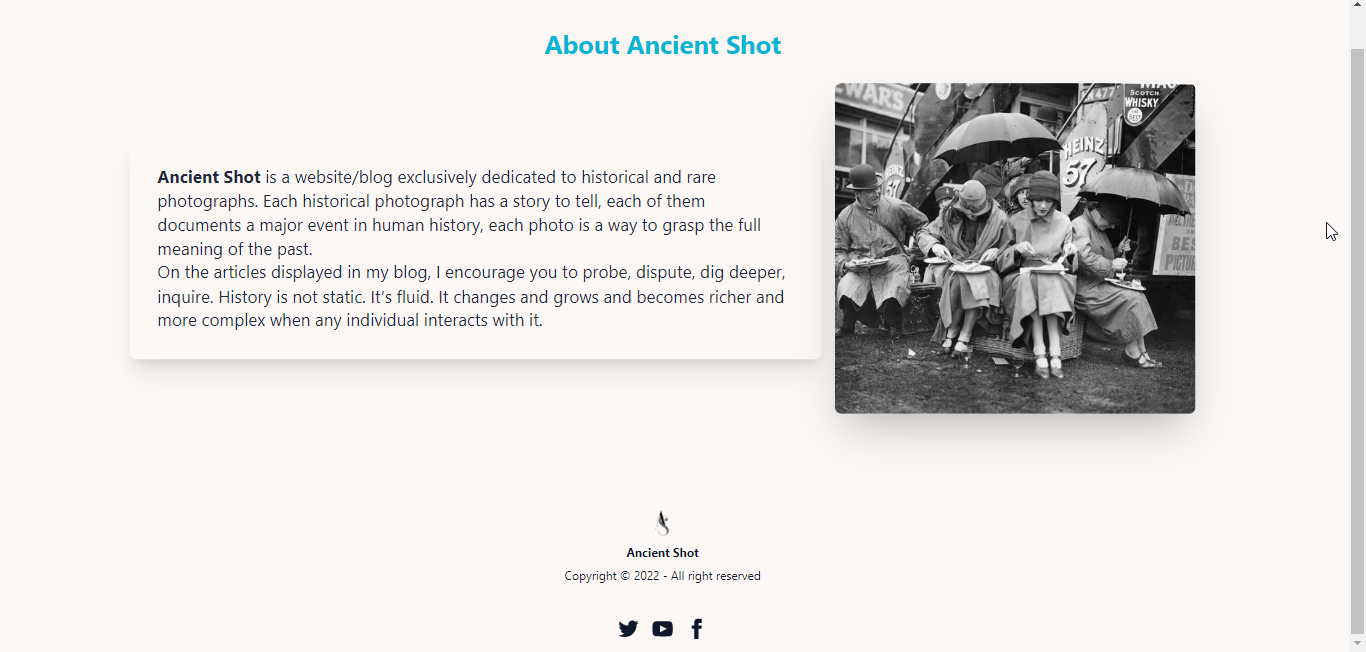 About Ancient Shot
Ancient Shot is a website/blog exclusively dedicated to historical and rare
photographs. Each historical photograph has a story to tell, each of them
documents a major event in human history, each photo is a way to grasp the full
meaning of the past.
On the articles displayed in my blog, I encourage you to probe, dispute, dig deeper,
inquire. History is not static. It’s fluid. It changes and grows and becomes richer and
more complex when any individual interacts with it.
WARS
477
SCOTCH
WHISKY
HEINZ
57
57
BES
PICTUR
Ancient Shot
Copyright © 2022 - All right reserved